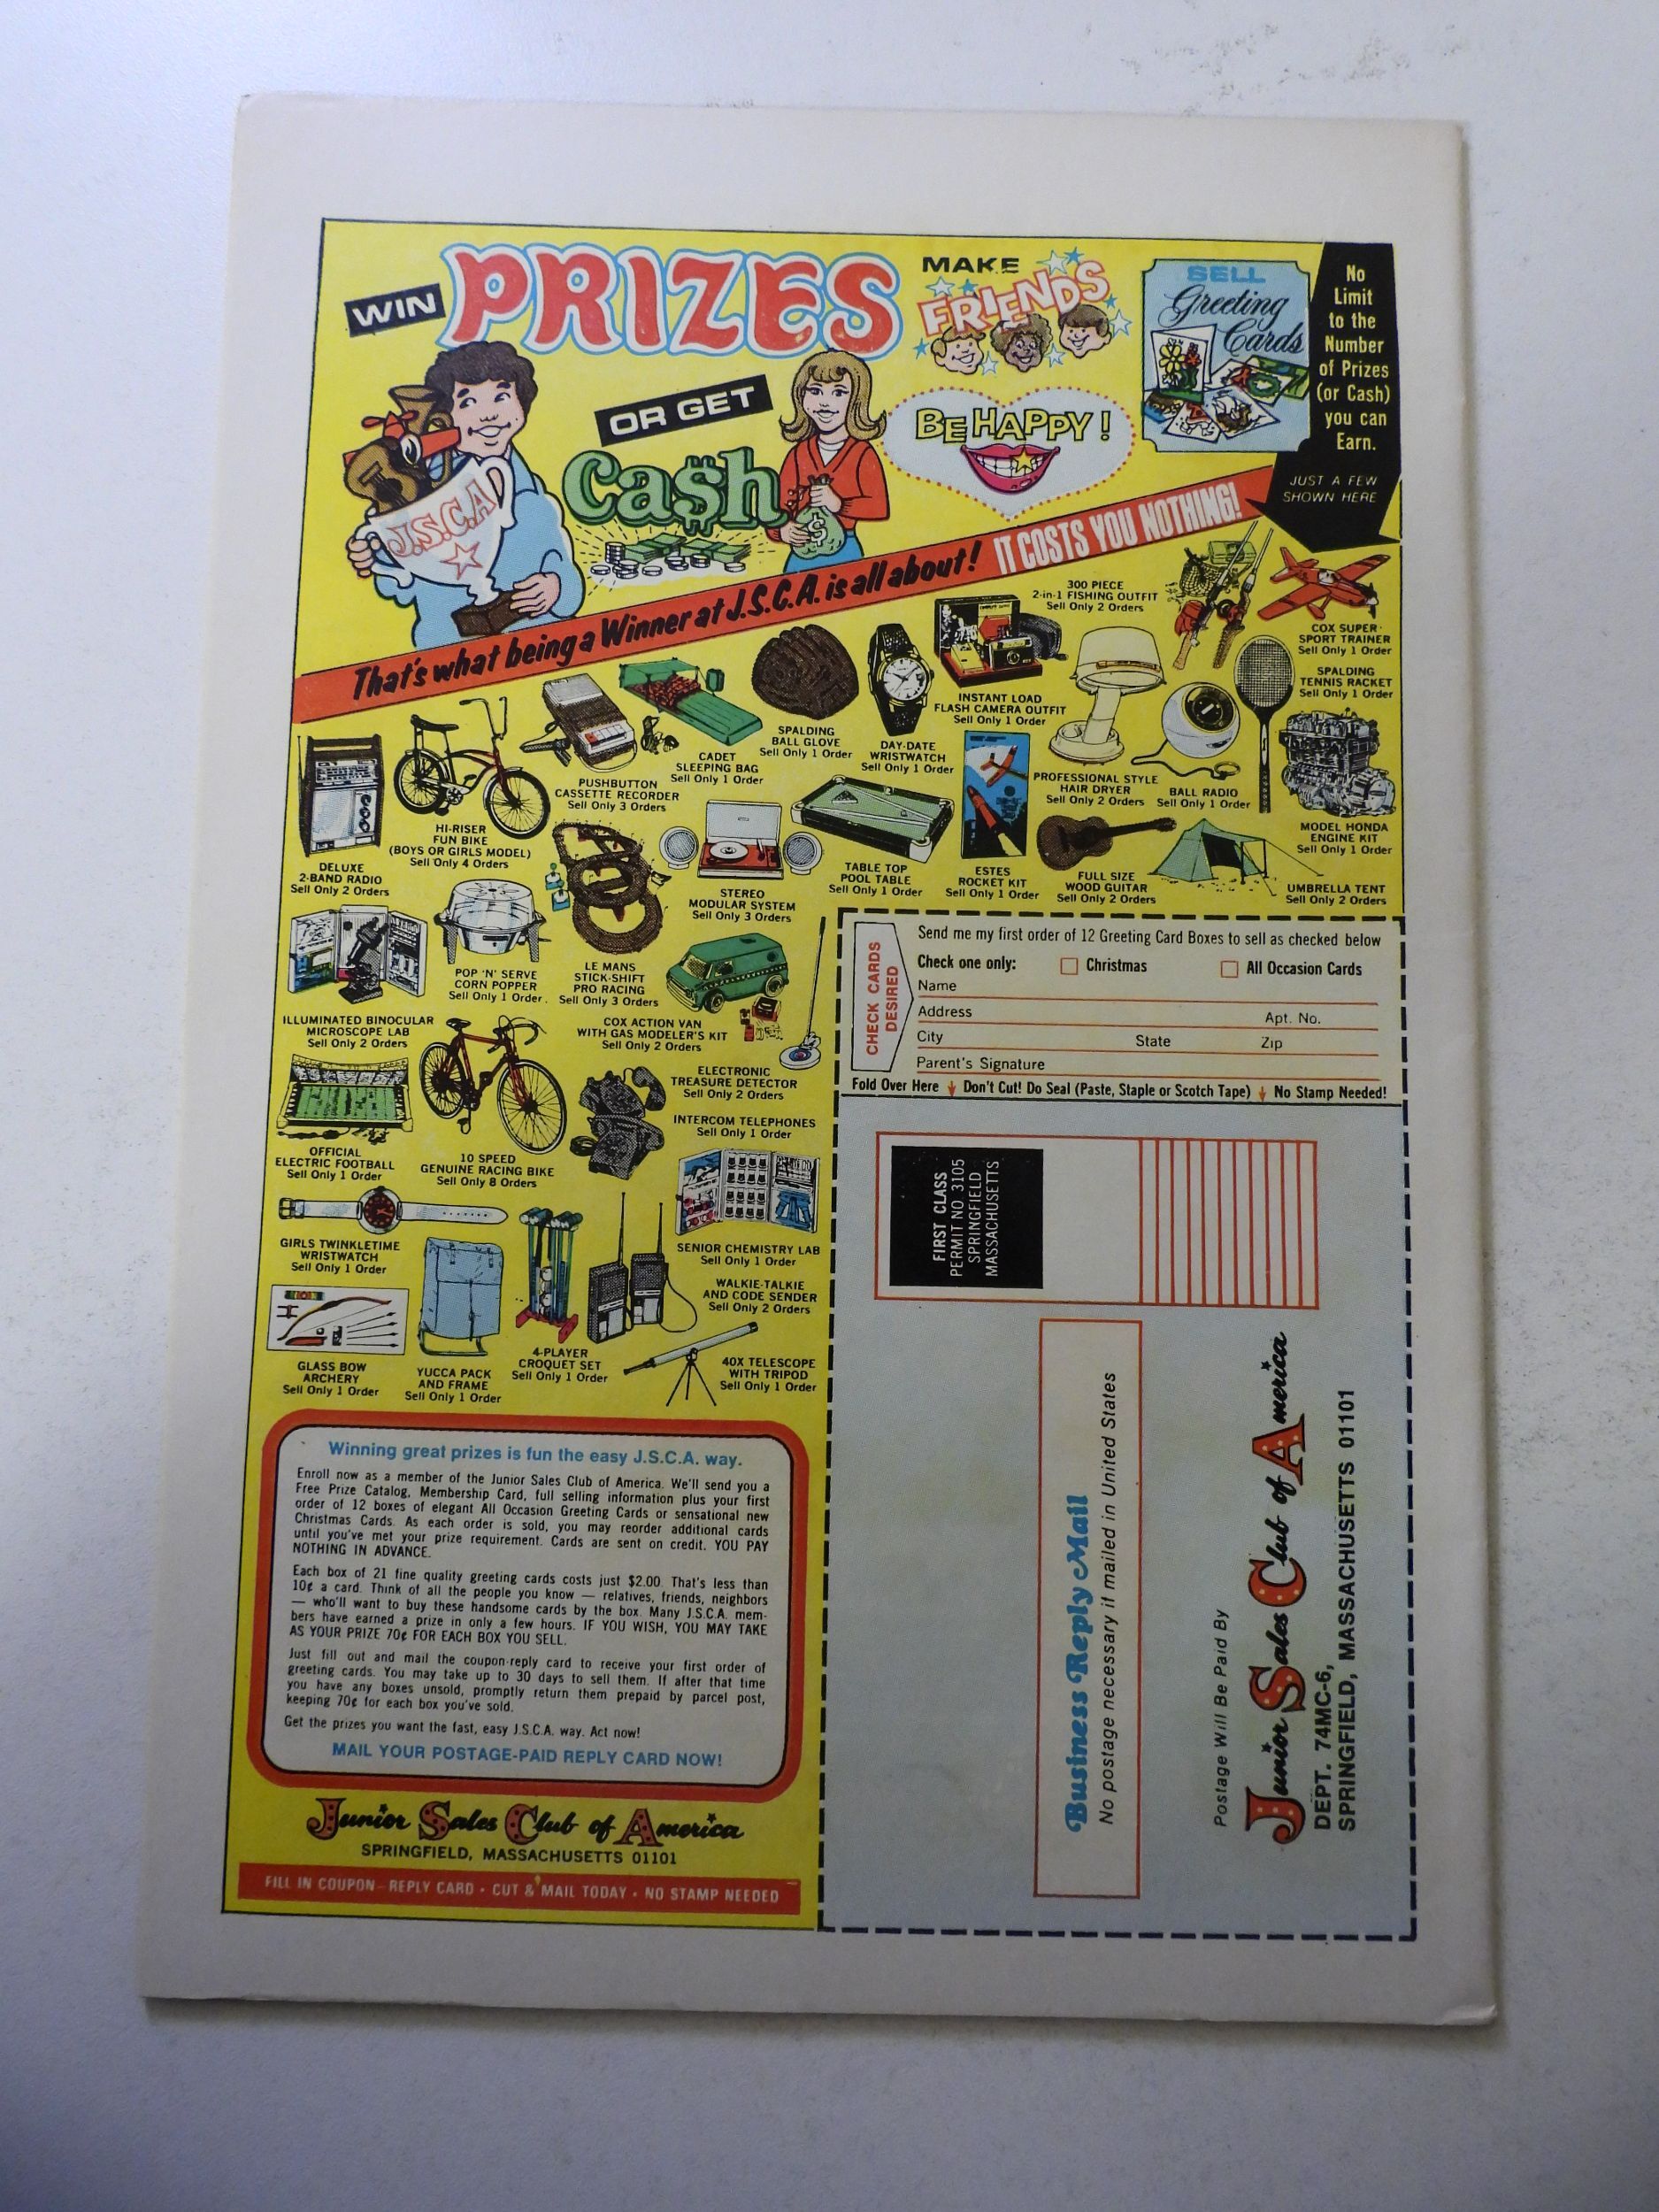 WIN PRIZES
OR GET
Ca$h
MAKE
FRIENDS
BE HAPPY!
SELL
Greeting
Cards
No
Limit
to the
Number
of Prizes
(or Cash)
you can
Earn.
JUST A FEW
SHOWN HERE
J.S.C.A
$
That's what being a Winner at J.S.C.A. is all about! IT COSTS YOU NOTHING!
300 PIECE
2-in-1 FISHING OUTFIT
Sell Only 2 Orders
COX SUPER
SPORT TRAINER
Sell Only 1 Order
SPALDING
TENNIS RACKET
Sell Only 1 Order
INSTANT LOAD
FLASH CAMERA OUTFIT
Sell Only 1 Order
SPALDING
BALL GLOVE
Sell Only 1 Order
DAY-DATE
WRISTWATCH
Sell Only 1 Order
CADET
SLEEPING BAG
Sell Only 1 Order
PUSHBUTTON
CASSETTE RECORDER
Sell Only 3 Orders
PROFESSIONAL STYLE
HAIR DRYER
Sell Only 2 Orders
BALL RADIO
Sell Only 1 Order
MODEL HONDA
ENGINE KIT
Sell Only 1 Order
HI-RISER
FUN BIKE
(BOYS OR GIRLS MODEL)
Sell Only 4 Orders
DELUXE
2-BAND RADIO
Sell Only 2 Orders
STEREO
MODULAR SYSTEM
Sell Only 3 Orders
TABLE TOP
POOL TABLE
Sell Only 1 Order
ESTES
ROCKET KIT
Sell Only 1 Order
FULL SIZE
WOOD GUITAR
Sell Only 2 Orders
UMBRELLA TENT
Sell Only 2 Orders
POP 'N' SERVE
CORN POPPER
Sell Only 1 Order.
LE MANS
STICK-SHIFT
PRO RACING
Sell Only 3 Orders
ILLUMINATED BINOCULAR
MICROSCOPE LAB
Sell Only 2 Orders
COX ACTION VAN
WITH GAS MODELER'S KIT
Sell Only 2 Orders
ELECTRONIC
TREASURE DETECTOR
Sell Only 2 Orders
INTERCOM TELEPHONES
Sell Only 1 Order
OFFICIAL
ELECTRIC FOOTBALL
Sell Only 1 Order
10 SPEED
GENUINE RACING BIKE
Sell Only 8 Orders
GIRLS TWINKLETIME
WRISTWATCH
Sell Only 1 Order
SENIOR CHEMISTRY LAB
Sell Only 1 Order
WALKIE-TALKIE
AND CODE SENDER
Sell Only 2 Orders
GLASS BOW
ARCHERY
Sell Only 1 Order
YUCCA PACK
AND FRAME
Sell Only 1 Order
4-PLAYER
CROQUET SET
Sell Only 1 Order
40X TELESCOPE
WITH TRIPOD
Sell Only 1 Order
Winning great prizes is fun the easy J.S.C.A. way.
Enroll now as a member of the Junior Sales Club of America. We'll send you a
Free Prize Catalog, Membership Card, full selling information plus your first
order of 12 boxes of elegant All Occasion Greeting Cards or sensational new
Christmas Cards. As each order is sold, you may reorder additional cards
until you've met your prize requirement. Cards are sent on credit. YOU PAY
NOTHING IN ADVANCE.
Each box of 21 fine quality greeting cards costs just $2.00. That's less than
10¢ a card. Think of all the people you know — relatives, friends, neighbors
— who'll want to buy these handsome cards by the box. Many J.S.C.A. mem-
bers have earned a prize in only a few hours. IF YOU WISH, YOU MAY TAKE
AS YOUR PRIZE 70¢ FOR EACH BOX YOU SELL.
Just fill out and mail the coupon-reply card to receive your first order of
greeting cards. You may take up to 30 days to sell them. If after that time
you have any boxes unsold, promptly return them prepaid by parcel post,
keeping 70¢ for each box you've sold.
Get the prizes you want the fast, easy J.S.C.A. way. Act now!
MAIL YOUR POSTAGE-PAID REPLY CARD NOW!
Junior Sales Club of America
SPRINGFIELD, MASSACHUSETTS 01101
FILL IN COUPON - REPLY CARD • CUT & MAIL TODAY • NO STAMP NEEDED
CHECK CARDS
DESIRED
Send me my first order of 12 Greeting Card Boxes to sell as checked below
Check one only: Christmas All Occasion Cards
Name
Address Apt. No.
City State Zip
Parent's Signature
Fold Over Here Don't Cut! Do Seal (Paste, Staple or Scotch Tape) No Stamp Needed!
FIRST CLASS
PERMIT NO 3105
SPRINGFIELD
MASSACHUSETTS
Business Reply Mail
No postage necessary if mailed in United States
Postage Will Be Paid By
Junior Sales Club of America
DEPT. 74MC-6,
SPRINGFIELD, MASSACHUSETTS 01101